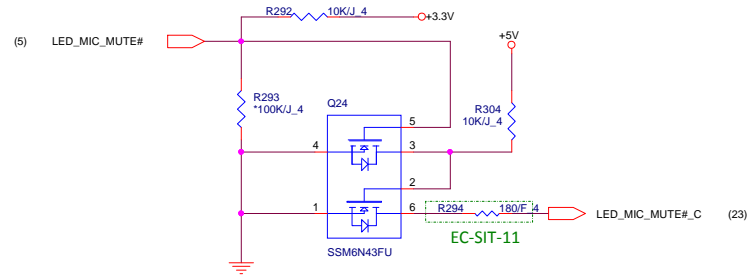 R292 10K/J_4
+3.3V
(5) LED_MIC_MUTE#
+5V
R293
*100K/J_4
Q24
R304
10K/J_4
5
4 3
2
1 6
R294 180/F_4
LED_MIC_MUTE#_C (23)
EC-SIT-11
SSM6N43FU